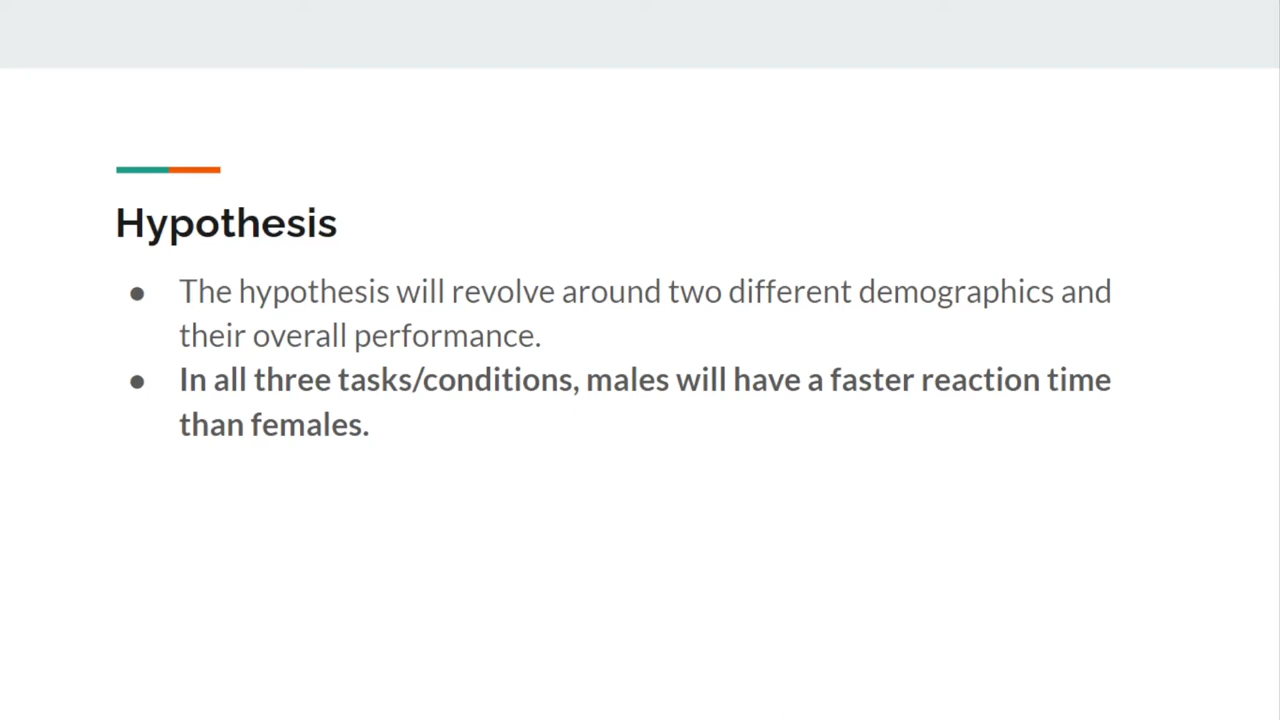 Hypothesis
● The hypothesis will revolve around two different demographics and
their overall performance.
● In all three tasks/conditions, males will have a faster reaction time
than females.